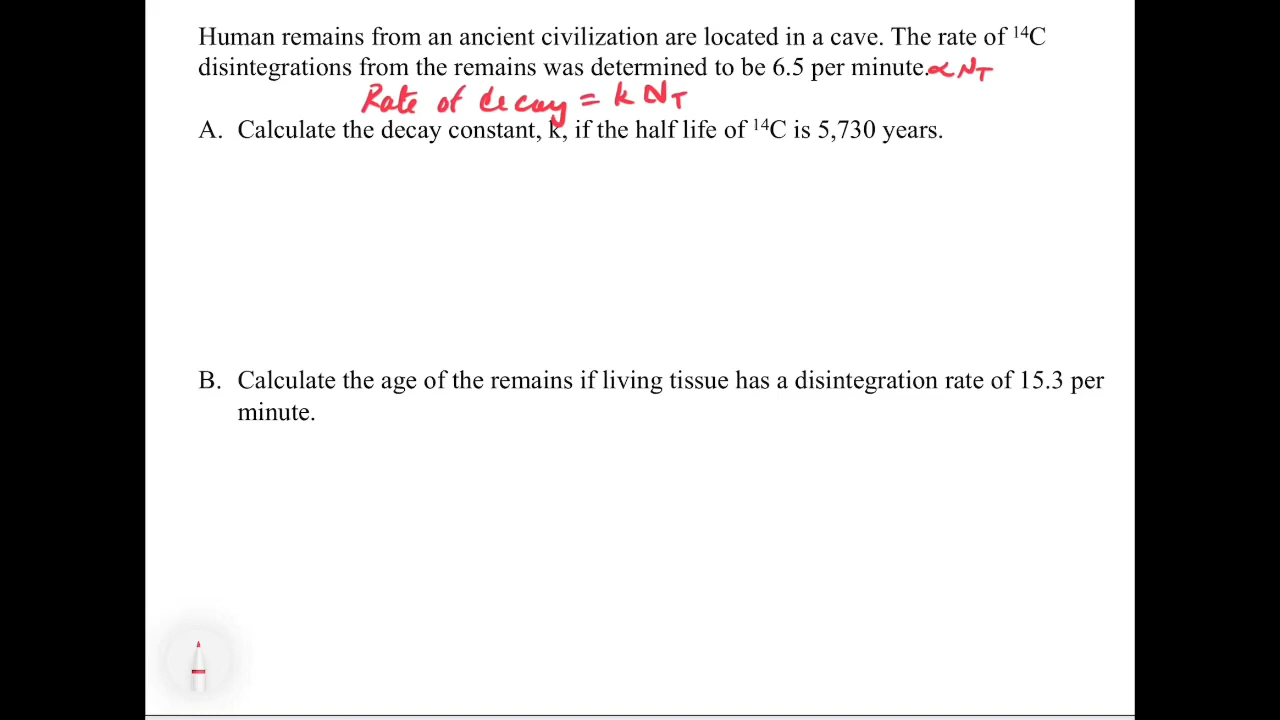 Human remains from an ancient civilization are located in a cave. The rate of ¹⁴C
disintegrations from the remains was determined to be 6.5 per minute. ∝ N_T
Rate of decay = k N_T
A. Calculate the decay constant, k, if the half life of ¹⁴C is 5,730 years.
B. Calculate the age of the remains if living tissue has a disintegration rate of 15.3 per
minute.